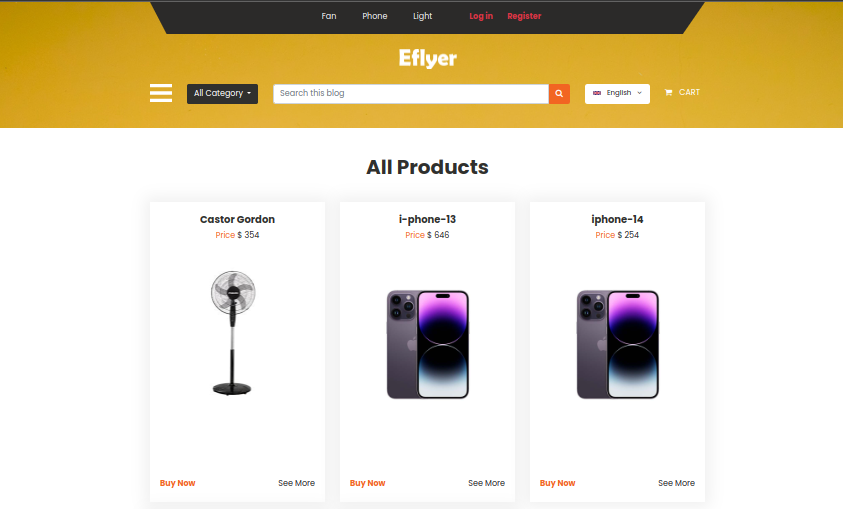 Fan Phone Light Log in Register
Eflyer
All Category Search this blog English CART
All Products
Castor Gordon i-phone-13 iphone-14
Price $ 354 Price $ 646 Price $ 254
Buy Now See More Buy Now See More Buy Now See More